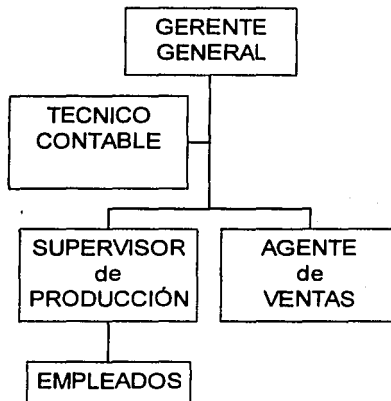 GERENTE
GENERAL
TECNICO
CONTABLE
SUPERVISOR
de
PRODUCCIÓN
AGENTE
de
VENTAS
EMPLEADOS